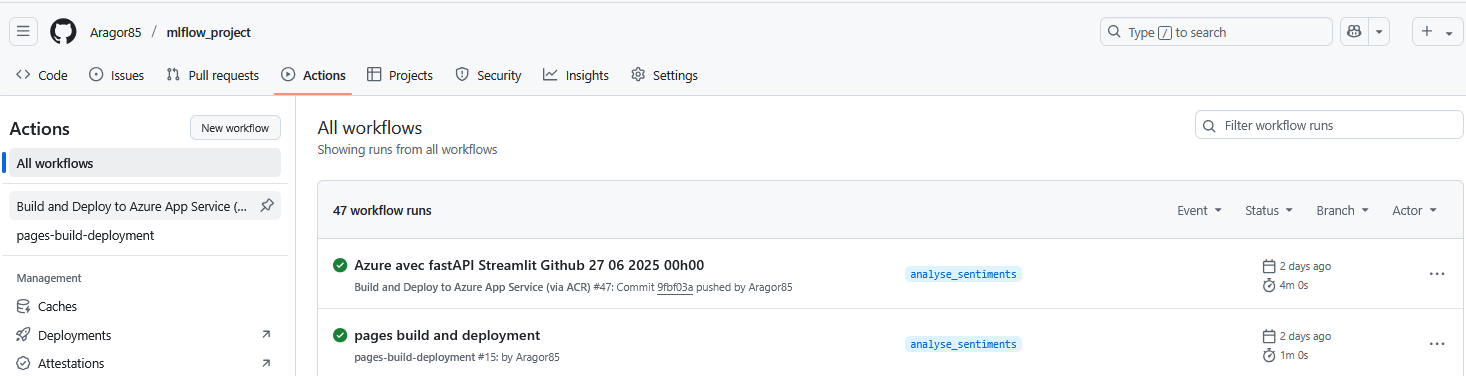 Aragor85 / mlflow_project
Type / to search
Code Issues Pull requests Actions Projects Security Insights Settings
Actions
New workflow
All workflows
Build and Deploy to Azure App Service (...
pages-build-deployment
Management
Caches
Deployments
Attestations
All workflows
Showing runs from all workflows
Filter workflow runs
47 workflow runs
Event Status Branch Actor
Azure avec fastAPI Streamlit Github 27 06 2025 00h00
Build and Deploy to Azure App Service (via ACR) #47: Commit 9fbf03a pushed by Aragor85
analyse_sentiments
2 days ago
4m 0s
pages build and deployment
pages-build-deployment #15: by Aragor85
analyse_sentiments
2 days ago
1m 0s